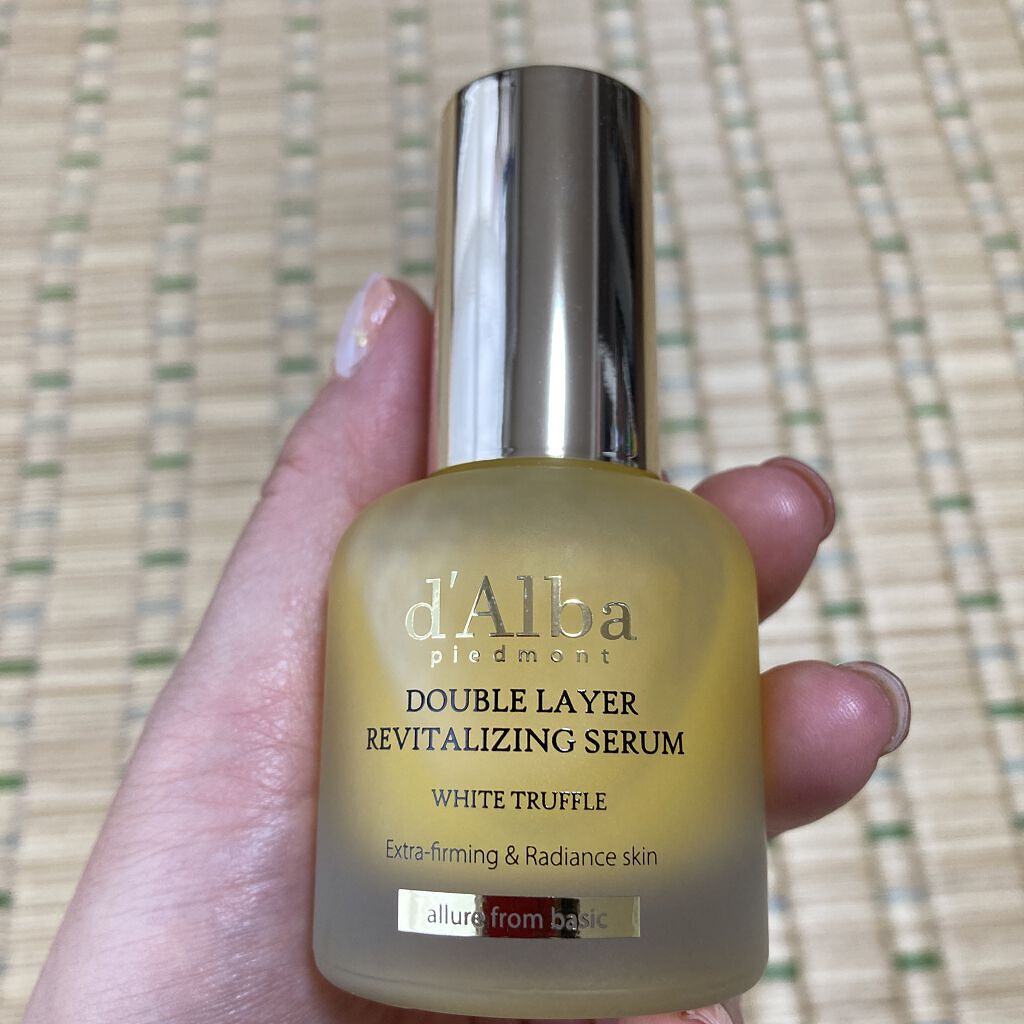 d'Alba
piedmont
DOUBLE LAYER
REVITALIZING SERUM
WHITE TRUFFLE
Extra-firming & Radiance skin
allure from basic